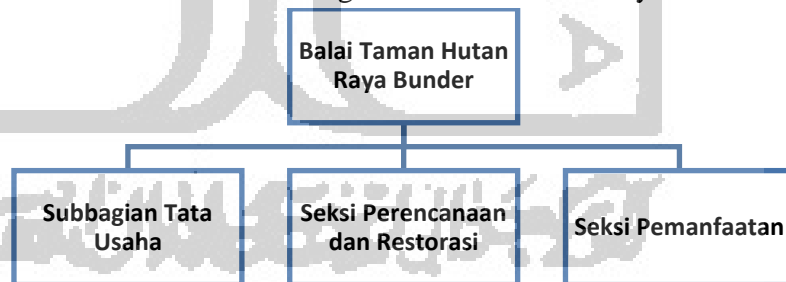 Balai Taman Hutan
Raya Bunder
Subbagian Tata
Usaha
Seksi Perencanaan
dan Restorasi
Seksi Pemanfaatan